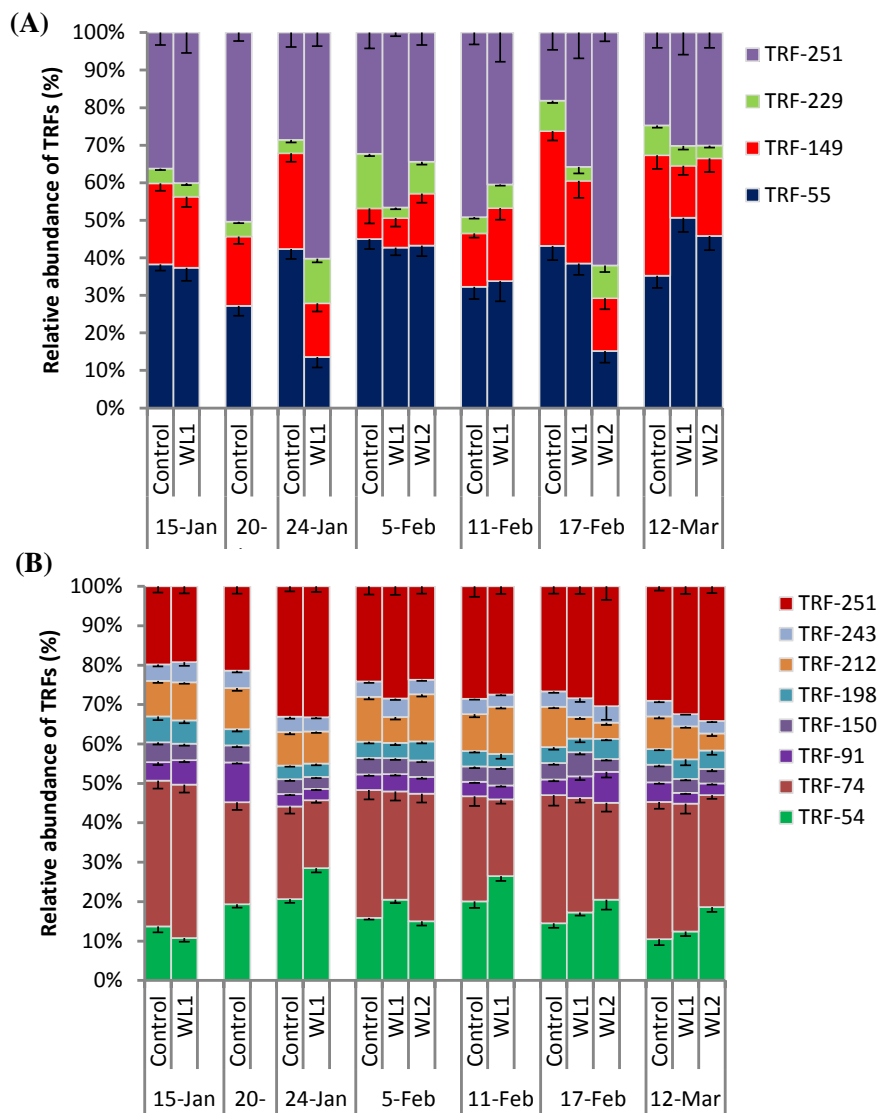 (A)
Relative abundance of TRFs (%)
100%
90%
80%
70%
60%
50%
40%
30%
20%
10%
0%
TRF-251
TRF-229
TRF-149
TRF-55
Control WL1 Control Control WL1 Control WL1 WL2 Control WL1 Control WL1 WL2 Control WL1 WL2
15-Jan 20- 24-Jan 5-Feb 11-Feb 17-Feb 12-Mar
(B)
Relative abundance of TRFs (%)
100%
90%
80%
70%
60%
50%
40%
30%
20%
10%
0%
TRF-251
TRF-243
TRF-212
TRF-198
TRF-150
TRF-91
TRF-74
TRF-54
Control WL1 Control Control WL1 Control WL1 WL2 Control WL1 Control WL1 WL2 Control WL1 WL2
15-Jan 20- 24-Jan 5-Feb 11-Feb 17-Feb 12-Mar